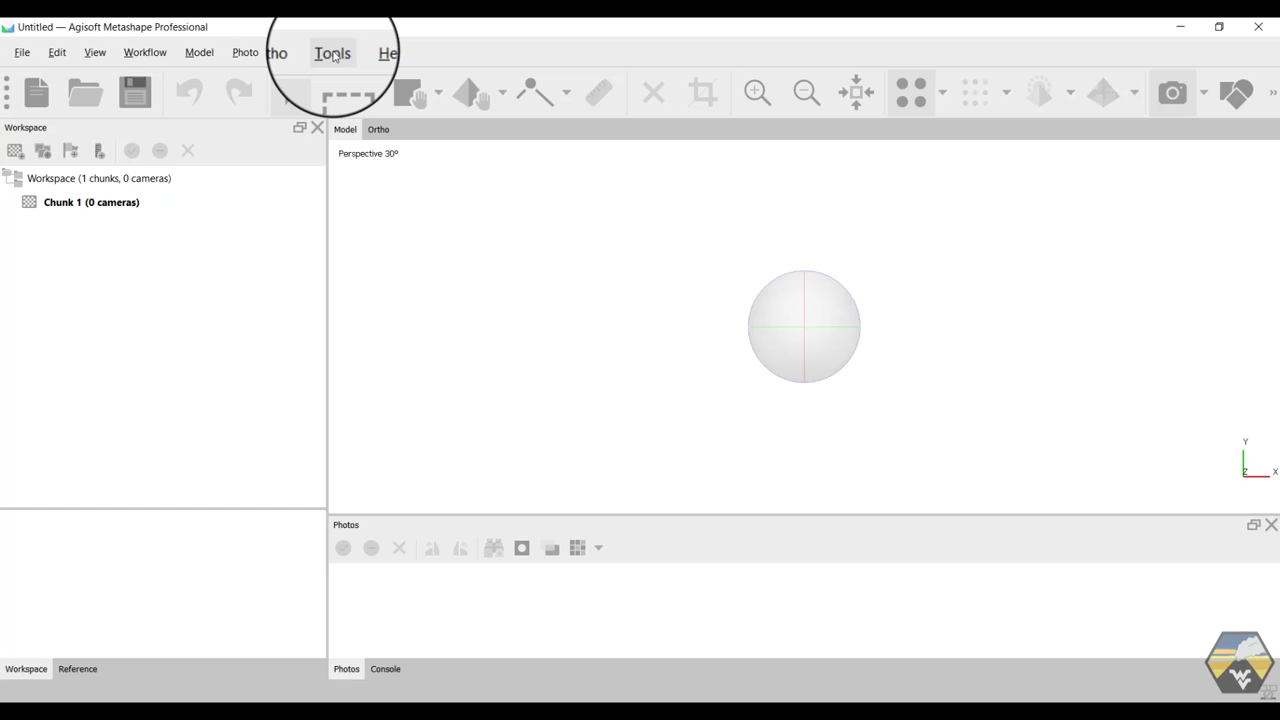 Untitled — Agisoft Metashape Professional
File Edit View Workflow Model Photo tho Tools He
Workspace
Model Ortho
Perspective 30°
Workspace (1 chunks, 0 cameras)
Chunk 1 (0 cameras)
Y
Z X
Photos
Workspace Reference
Photos Console